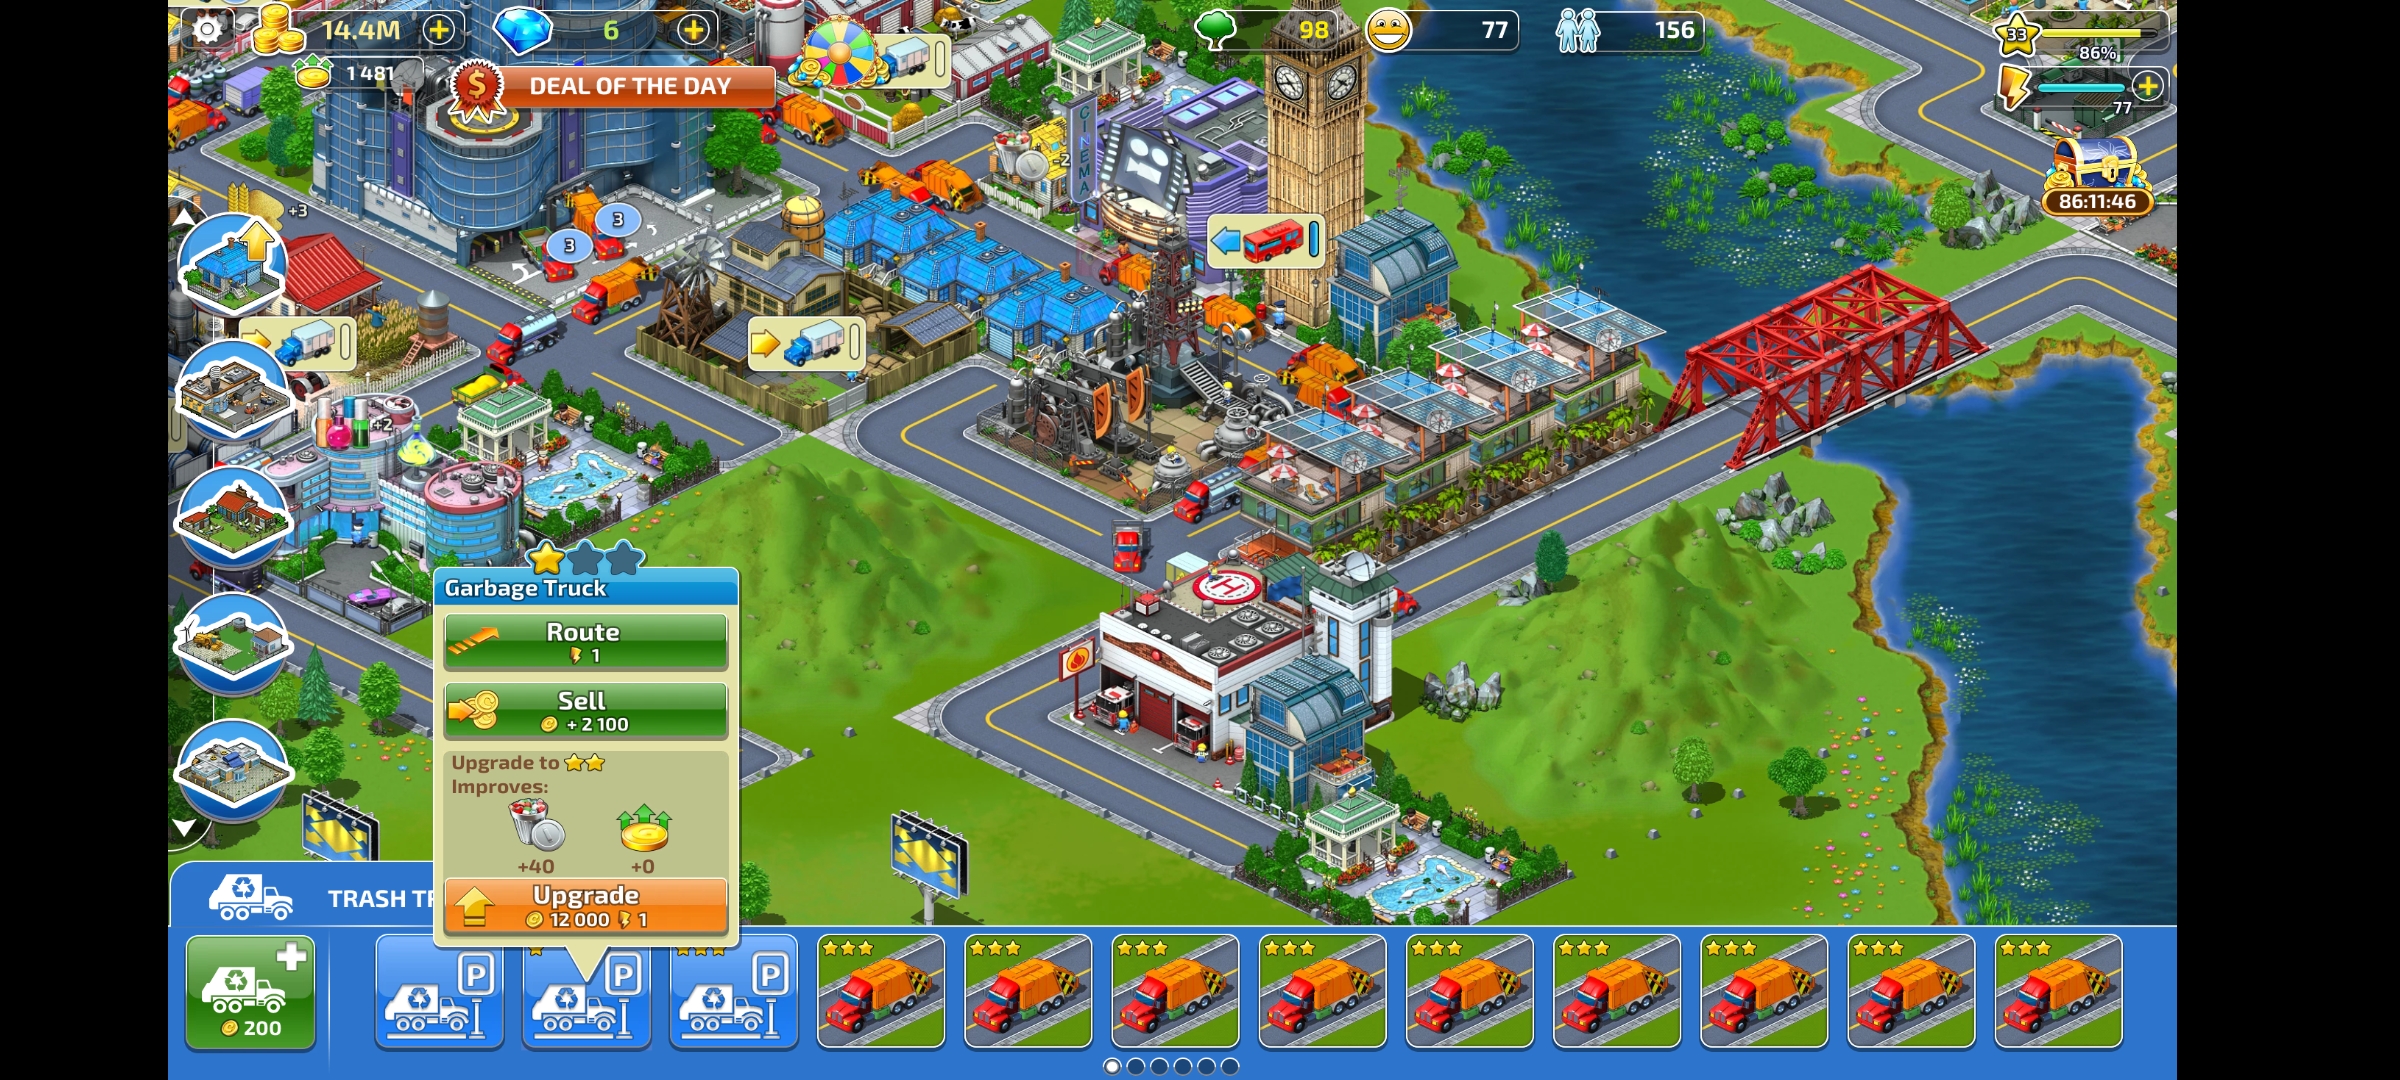 14.4M
6
98
77
156
33
86%
1 481
DEAL OF THE DAY
77
86:11:46
CINEMA
-2
+3
3
3
+2
H
Garbage Truck
Route
1
Sell
+ 2 100
Upgrade to
Improves:
+40
+0
Upgrade
12 000
1
TRASH TR
200
P
P
P